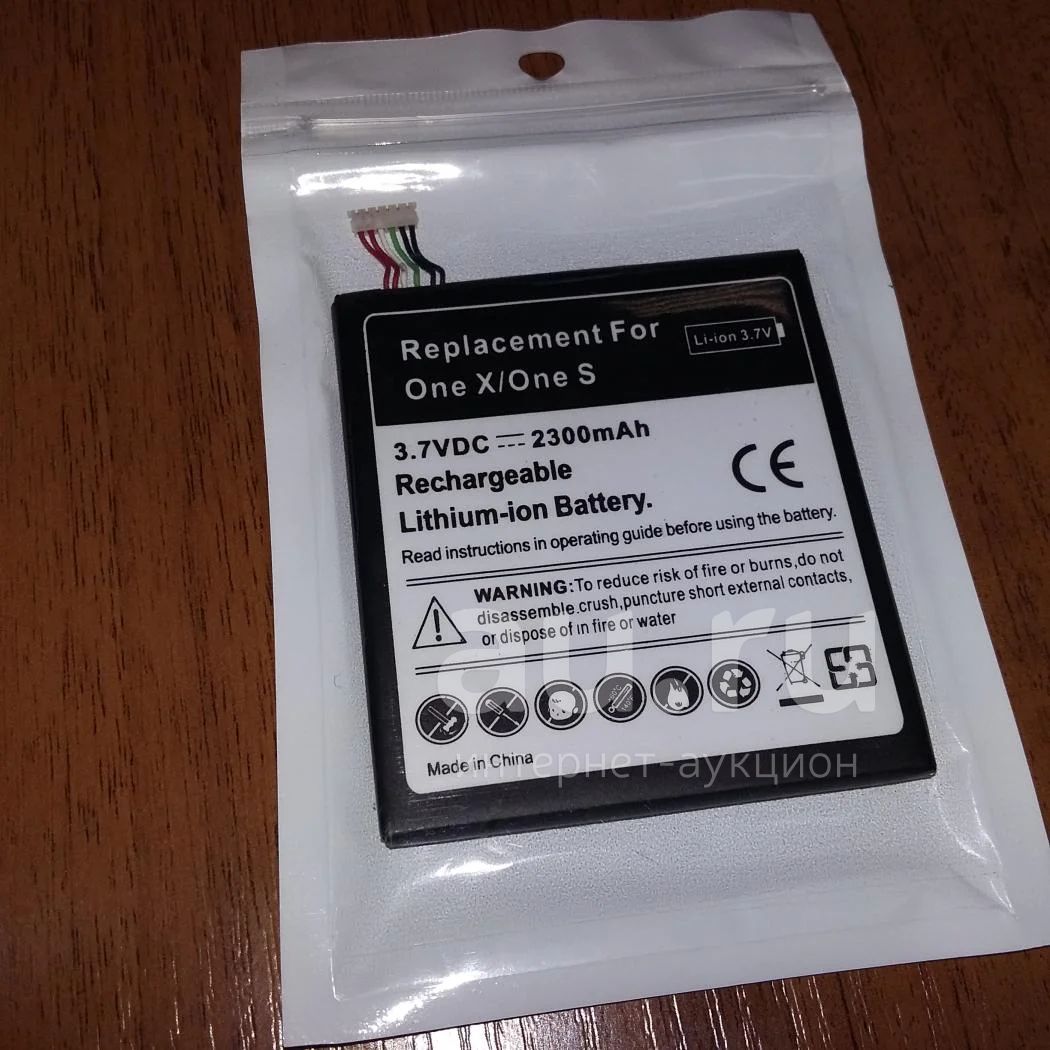 Replacement For
One X/One S
Li-ion 3.7V
3.7VDC 2300mAh
Rechargeable
Lithium-ion Battery.
CE
Read instructions in operating guide before using the battery.
WARNING:To reduce risk of fire or burns,do not
disassemble.crush,puncture short external contacts,
or dispose of in fire or water
Made in China
au.ru
интернет-аукцион